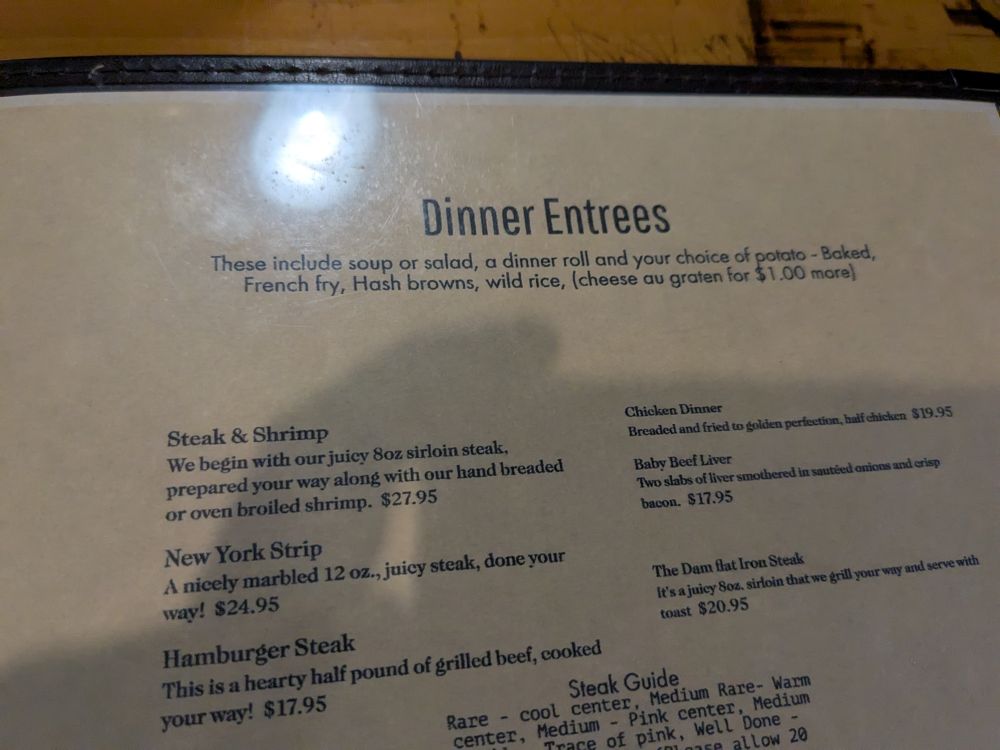 Dinner Entrees
These include soup or salad, a dinner roll and your choice of potato - Baked,
French fry, Hash browns, wild rice, (cheese au graten for $1.00 more)
Steak & Shrimp
We begin with our juicy 8oz sirloin steak,
prepared your way along with our hand breaded
or oven broiled shrimp. $27.95
New York Strip
A nicely marbled 12 oz., juicy steak, done your
way! $24.95
Hamburger Steak
This is a hearty half pound of grilled beef, cooked
your way! $17.95
Chicken Dinner
Breaded and fried to golden perfection, half chicken $19.95
Baby Beef Liver
Two slabs of liver smothered in sautéed onions and crisp
bacon. $17.95
The Dam flat Iron Steak
It's a juicy 8oz. sirloin that we grill your way and serve with
toast $20.95
Steak Guide
Rare - cool center, Medium Rare- Warm
center, Medium - Pink center, Medium
Trace of pink, Well Done -
allow 20